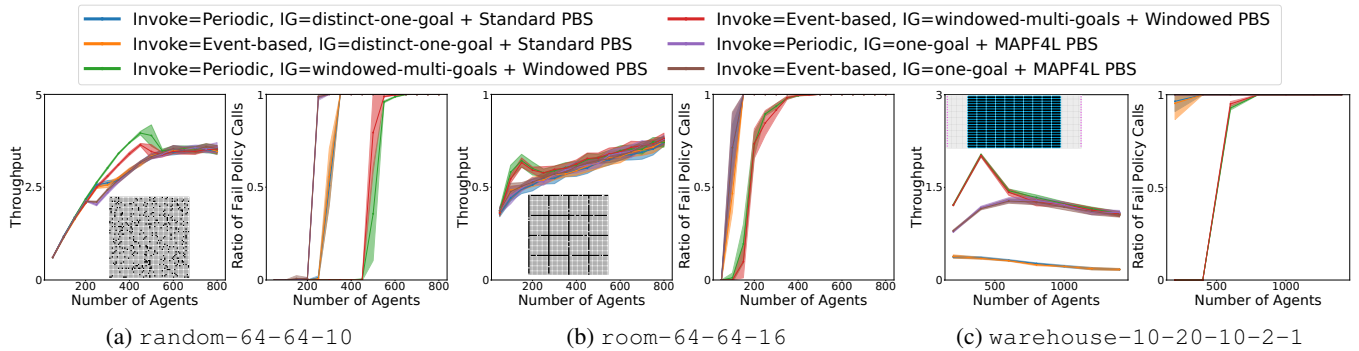 Invoke=Periodic, IG=distinct-one-goal + Standard PBS
Invoke=Event-based, IG=distinct-one-goal + Standard PBS
Invoke=Periodic, IG=windowed-multi-goals + Windowed PBS
Invoke=Event-based, IG=windowed-multi-goals + Windowed PBS
Invoke=Periodic, IG=one-goal + MAPF4L PBS
Invoke=Event-based, IG=one-goal + MAPF4L PBS
Throughput
5
2.5
0
200 400 600 800
Number of Agents
Ratio of Fail Policy Calls
1
0.5
0
200 400 600 800
Number of Agents
(a) random-64-64-10
Throughput
1
0.5
0
200 400 600 800
Number of Agents
Ratio of Fail Policy Calls
1
0.5
0
200 400 600 800
Number of Agents
(b) room-64-64-16
Throughput
3
1.5
0
500 1000
Number of Agents
Ratio of Fail Policy Calls
1
0.5
0
500 1000
Number of Agents
(c) warehouse-10-20-10-2-1